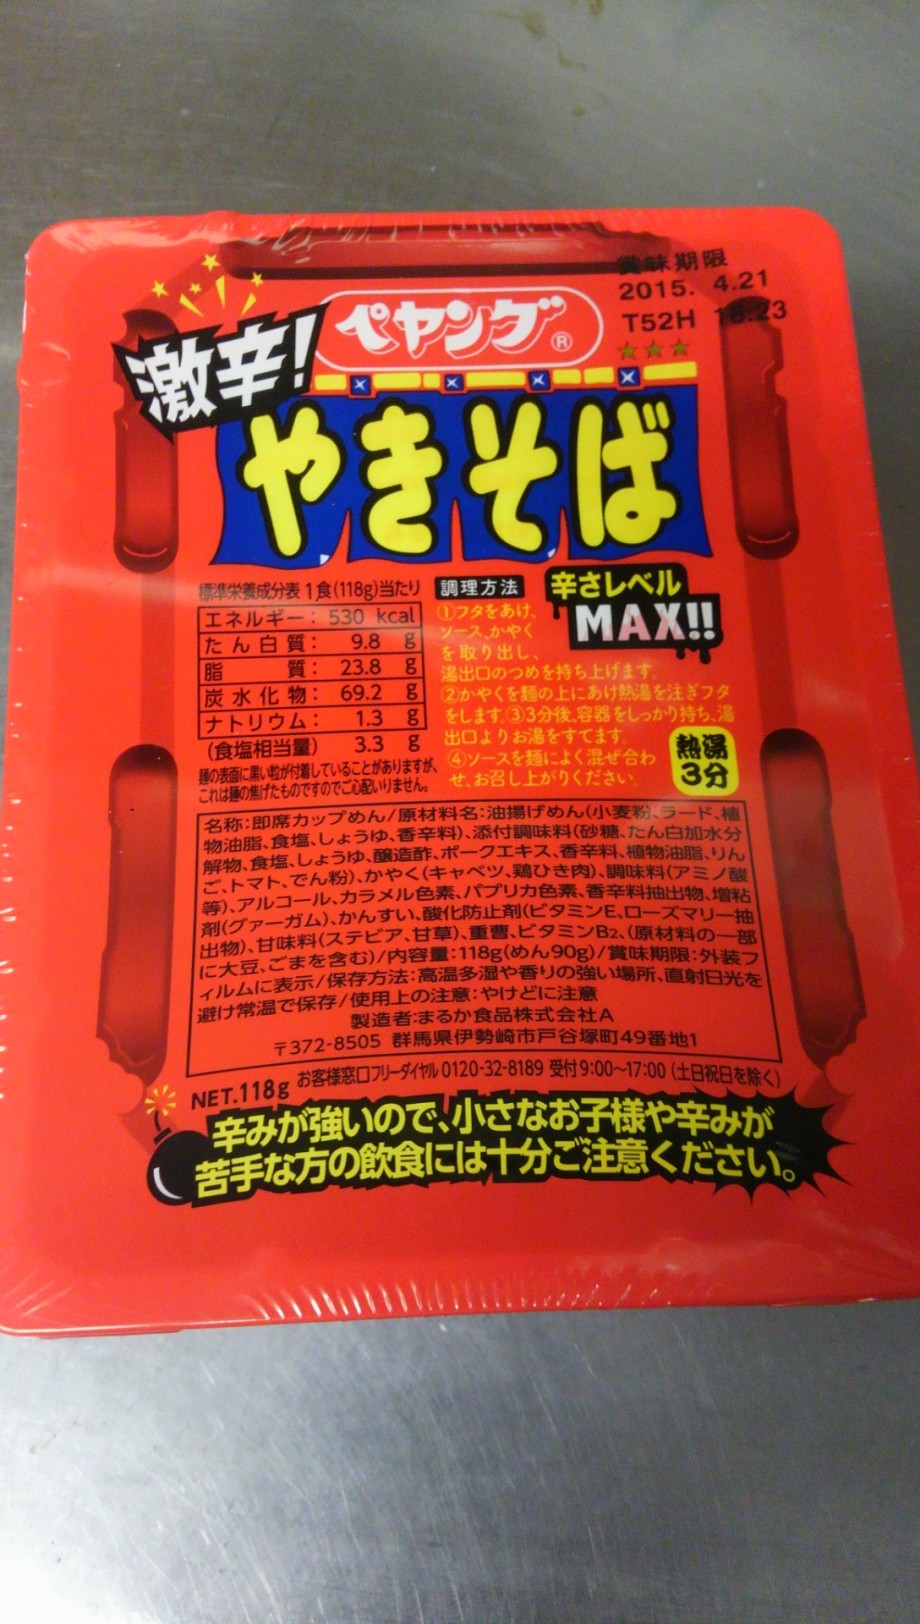 賞味期限
2015. 4.21
T52H 18:23
★★★
激辛!
ペヤング®
やきそば
辛さレベル
MAX!!
標準栄養成分表 1食(118g)当たり
エネルギー: 530 kcal
たん白質: 9.8 g
脂質: 23.8 g
炭水化物: 69.2 g
ナトリウム: 1.3 g
(食塩相当量) 3.3 g
麺の表面に黒い粒が付着していることがありますが、
これは麺の焦げたものですのでご心配いりません。
調理方法
①フタをあけ、
ソース、かやく
を取り出し、
湯出口のつめを持ち上げます。
②かやくを麺の上にあけ熱湯を注ぎフタ
をします。③3分後、容器をしっかり持ち、湯
出口よりお湯をすてます。
④ソースを麺によく混ぜ合わ
せ、お召し上がりください。
熱湯
3分
名称:即席カップめん/原材料名:油揚げめん(小麦粉、ラード、植
物油脂、食塩、しょうゆ、香辛料)、添付調味料(砂糖、たん白加水分
解物、食塩、しょうゆ、醸造酢、ポークエキス、香辛料、植物油脂、りん
ご、トマト、でん粉)、かやく(キャベツ、鶏ひき肉)、調味料(アミノ酸
等)、アルコール、カラメル色素、パプリカ色素、香辛料抽出物、増粘
剤(グァーガム)、かんすい、酸化防止剤(ビタミンE、ローズマリー抽
出物)、甘味料(ステビア、甘草)、重曹、ビタミンB2、(原材料の一部
に大豆、ごまを含む)/内容量:118g(めん90g)/賞味期限:外装フ
ィルムに表示/保存方法:高温多湿や香りの強い場所、直射日光を
避け常温で保存/使用上の注意:やけどに注意
製造者:まるか食品株式会社A
〒372-8505 群馬県伊勢崎市戸谷塚町49番地1
NET.118g お客様窓口フリーダイヤル 0120-32-8189 受付9:00~17:00 (土日祝日を除く)
辛みが強いので、小さなお子様や辛みが
苦手な方の飲食には十分ご注意ください。